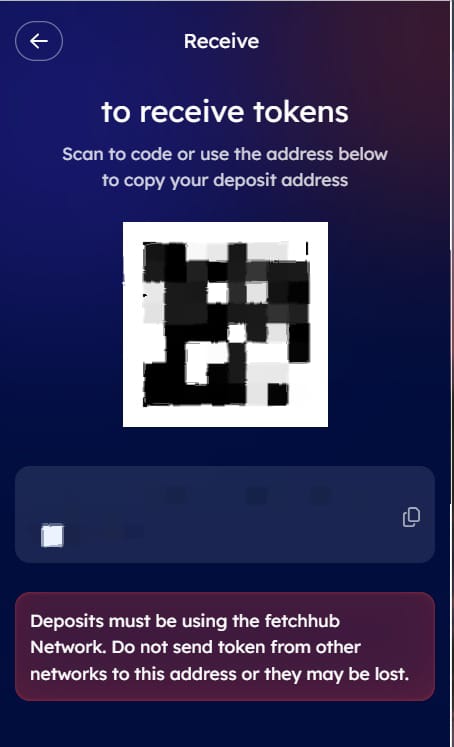 Receive
to receive tokens
Scan to code or use the address below
to copy your deposit address
Deposits must be using the fetchhub
Network. Do not send token from other
networks to this address or they may be lost.